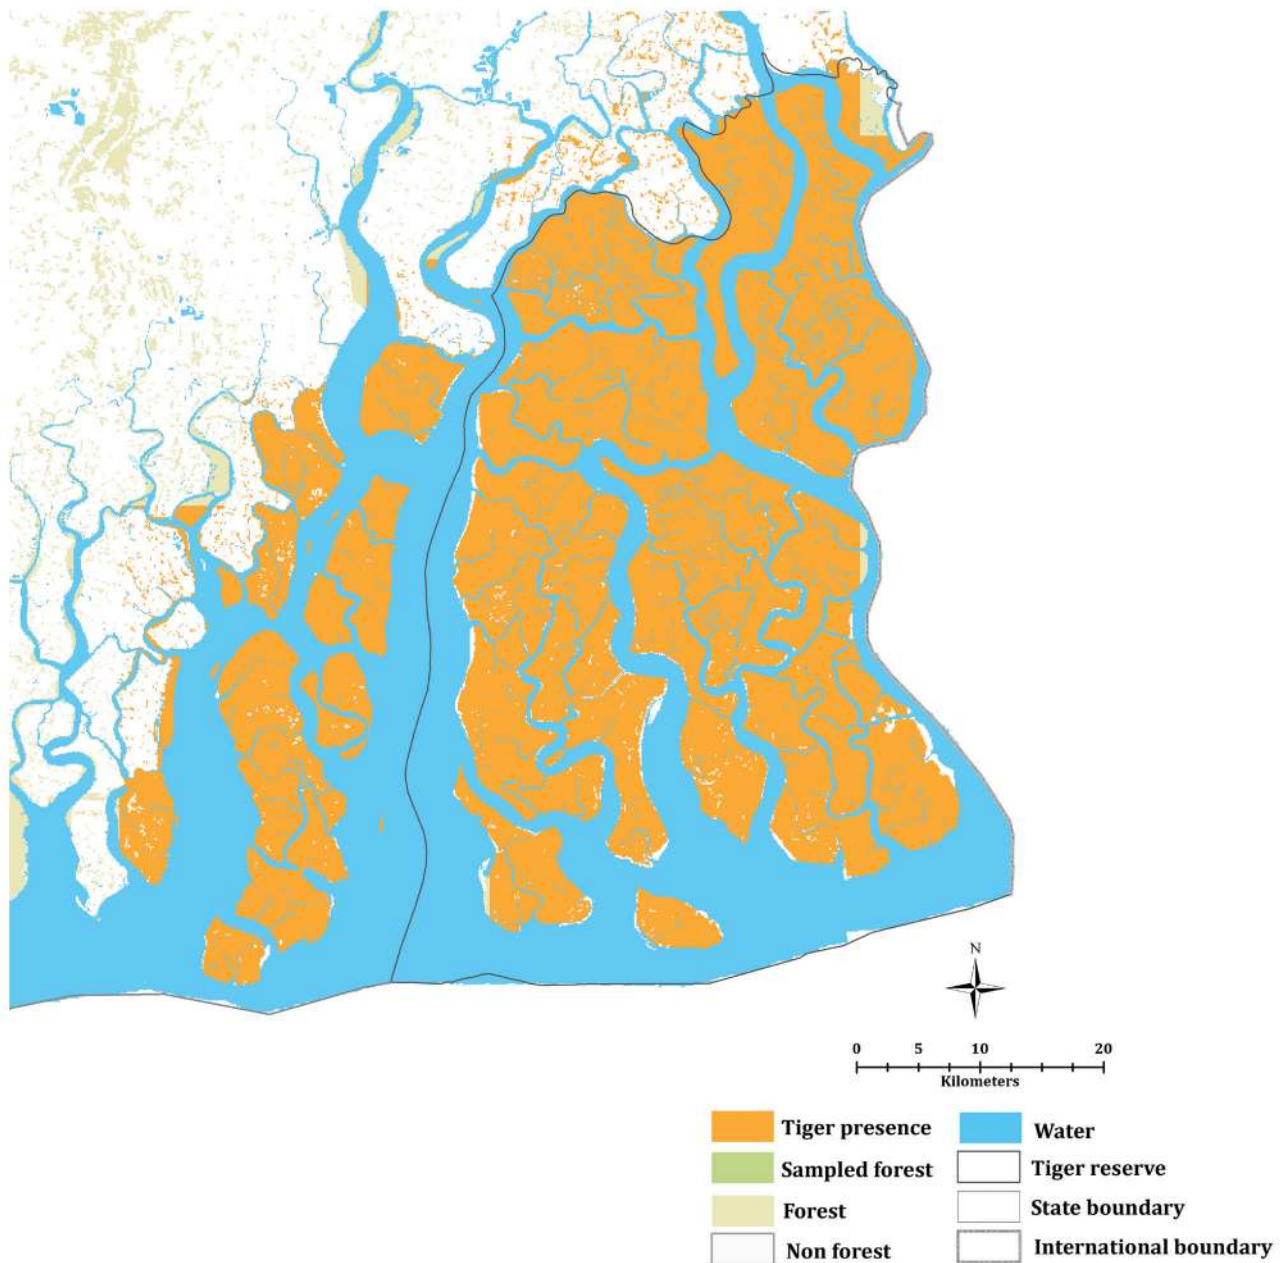 N
0 5 10 20
Kilometers
Tiger presence
Water
Sampled forest
Tiger reserve
Forest
State boundary
Non forest
International boundary